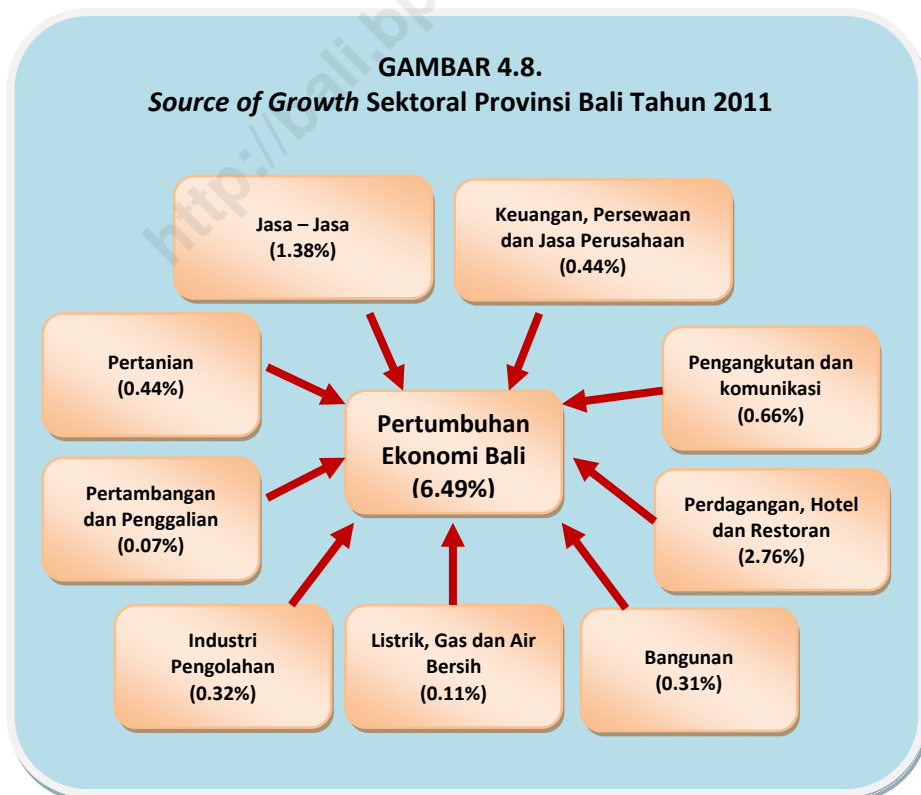 GAMBAR 4.8.
Source of Growth Sektoral Provinsi Bali Tahun 2011
Jasa – Jasa
(1.38%)
Keuangan, Persewaan
dan Jasa Perusahaan
(0.44%)
Pertanian
(0.44%)
Pengangkutan dan
komunikasi
(0.66%)
Pertumbuhan
Ekonomi Bali
(6.49%)
Pertambangan
dan Penggalian
(0.07%)
Perdagangan, Hotel
dan Restoran
(2.76%)
Industri
Pengolahan
(0.32%)
Listrik, Gas dan Air
Bersih
(0.11%)
Bangunan
(0.31%)
http://bali.bp